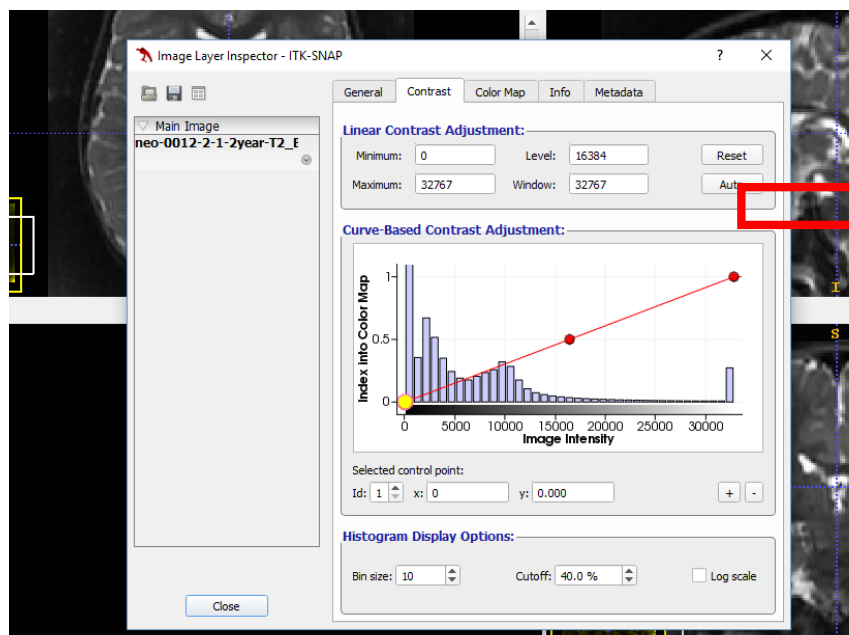 Image Layer Inspector - ITK-SNAP ? ×
General Contrast Color Map Info Metadata
Main Image
neo-0012-2-1-2year-T2_E
Linear Contrast Adjustment:
Minimum: 0 Level: 16384 Reset
Maximum: 32767 Window: 32767 Auto
Curve-Based Contrast Adjustment:
Index into Color Map
1
0.5
0
0 5000 10000 15000 20000 25000 30000
Image Intensity
Selected control point:
Id: 1 x: 0 y: 0.000 + -
Histogram Display Options:
Bin size: 10 Cutoff: 40.0 % Log scale
Close
I
S